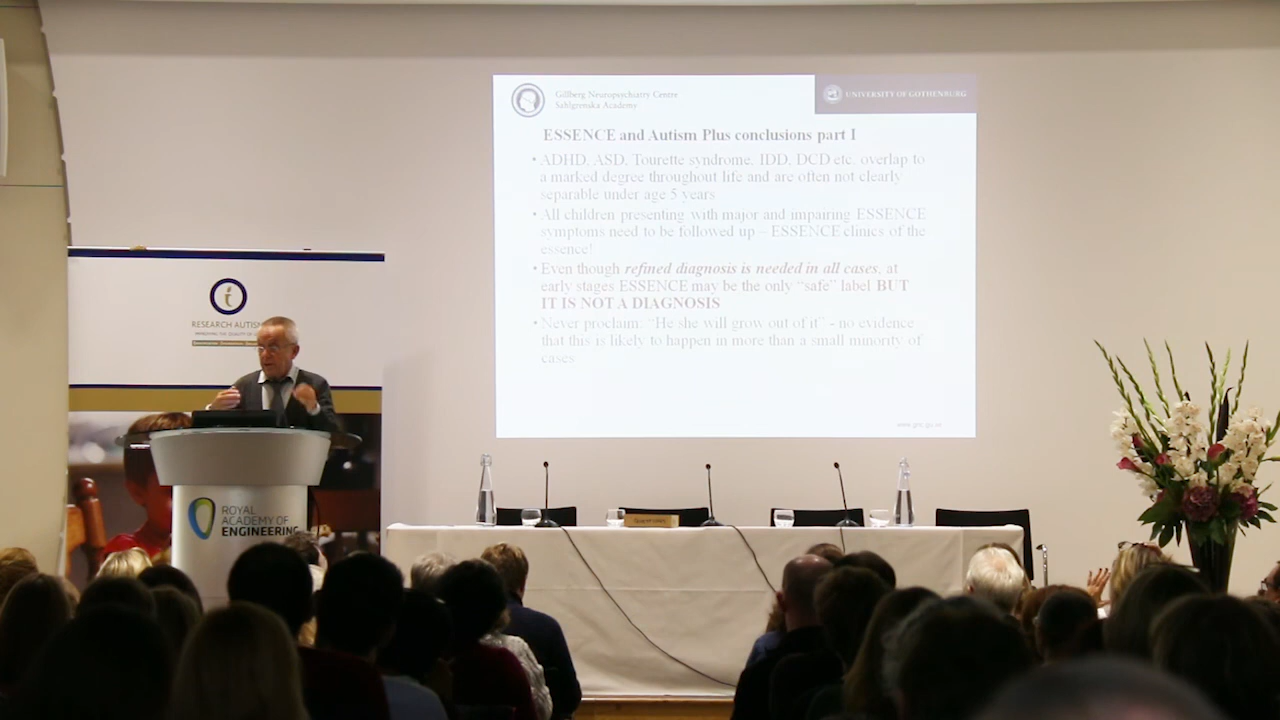 Gillberg Neuropsychiatry Centre
Sahlgrenska Academy
UNIVERSITY OF GOTHENBURG
ESSENCE and Autism Plus conclusions part I
• ADHD, ASD, Tourette syndrome, IDD, DCD etc. overlap to
a marked degree throughout life and are often not clearly
separable under age 5 years
• All children presenting with major and impairing ESSENCE
symptoms need to be followed up – ESSENCE clinics of the
essence!
• Even though refined diagnosis is needed in all cases, at
early stages ESSENCE may be the only “safe” label BUT
IT IS NOT A DIAGNOSIS
• Never proclaim: “He she will grow out of it” - no evidence
that this is likely to happen in more than a small minority of
cases
www.gnc.gu.se
RESEARCH AUTISM
ROYAL
ACADEMY OF
ENGINEERING